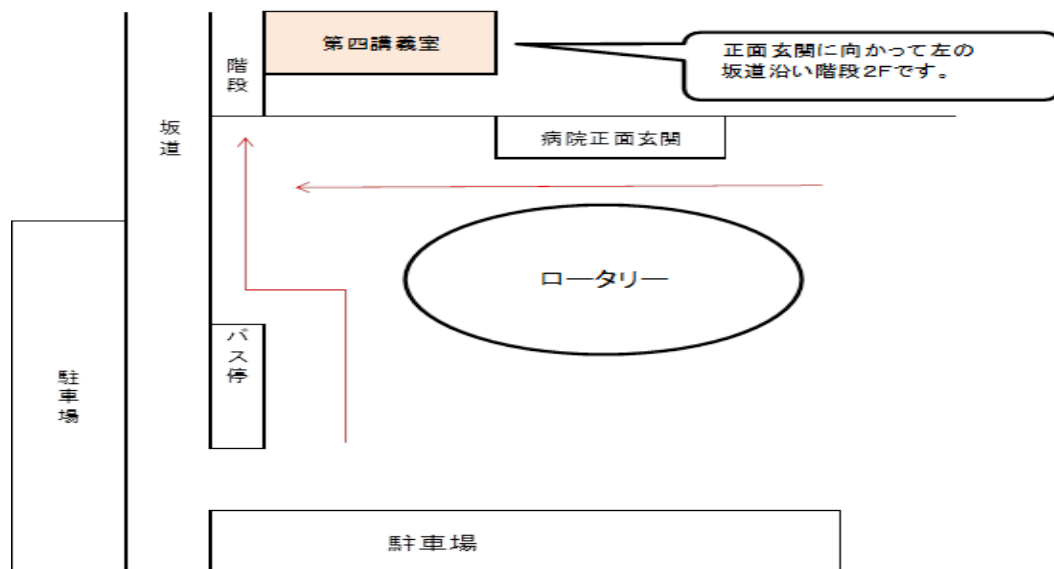 第四講義室
正面玄関に向かって左の
坂道沿い階段2Fです。
階段
坂道
病院正面玄関
ロータリー
バス停
駐車場
駐車場